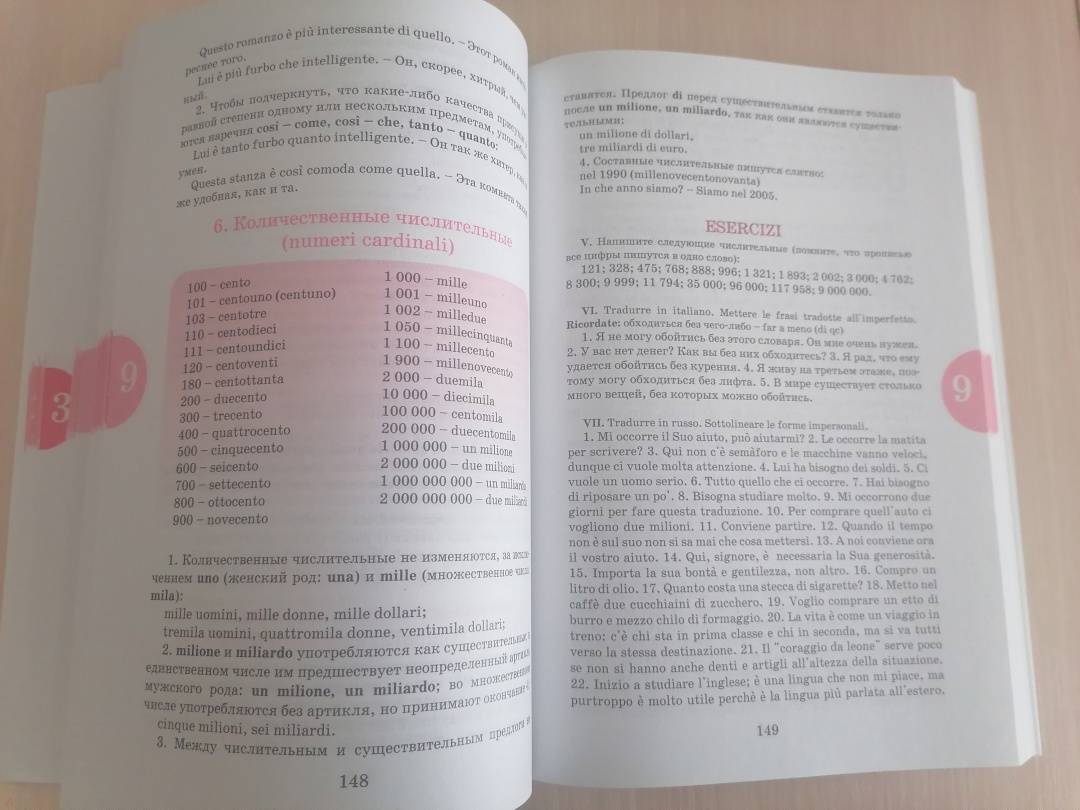 Questo romanzo è più interessante di quello. – Этот роман
реснее того.
Lui è più furbo che intelligente. – Он, скорее, хитрый, чем
ный.
2. Чтобы подчеркнуть, что какие-либо качества
равной степени одному или нескольким предметам,
ются наречия così – come, così – che, tanto – quanto:
Lui è tanto furbo quanto intelligente. – Он так же хитер,
умен.
Questa stanza è così comoda come quella. – Эта комната
же удобная, как и та.
6. Количественные числительные
(numeri cardinali)
100 – cento
101 – centouno (centuno)
103 – centotre
110 – centodieci
111 – centoundici
120 – centoventi
180 – centottanta
200 – duecento
300 – trecento
400 – quattrocento
500 – cinquecento
600 – seicento
700 – settecento
800 – ottocento
900 – novecento
1 000 – mille
1 001 – milleuno
1 002 – milledue
1 050 – millecinquanta
1 100 – millecento
1 900 – millenovecento
2 000 – duemila
10 000 – diecimila
100 000 – centomila
200 000 – duecentomila
1 000 000 – un milione
2 000 000 – due milioni
1 000 000 000 – un miliardo
2 000 000 000 – due miliardi
3
9
1. Количественные числительные не изменяются, за исклю-
чением uno (женский род: una) и mille (множественное число
mila):
mille uomini, mille donne, mille dollari;
tremila uomini, quattromila donne, ventimila dollari;
2. milione и miliardo употребляются как существительные в
единственном числе им предшествует неопределенный артикль
мужского рода: un milione, un miliardo; во множественном
числе употребляются без артикля, но принимают окончание
cinque milioni, sei miliardi.
3. Между числительным и существительным предлоги не
148
ставятся. Предлог di перед существительным ставится только
после un milione, un miliardo, так как они являются существи-
тельными:
un milione di dollari,
tre miliardi di euro.
4. Составные числительные пишутся слитно:
nel 1990 (millenovecentonovanta)
In che anno siamo? – Siamo nel 2005.
ESERCIZI
V. Напишите следующие числительные (помните, что прописью
все цифры пишутся в одно слово):
121; 328; 475; 768; 888; 996; 1 321; 1 893; 2 002; 3 000; 4 762;
8 300; 9 999; 11 794; 35 000; 96 000; 117 958; 9 000 000.
VI. Tradurre in italiano. Mettere le frasi tradotte all'imperfetto.
Ricordate: обходиться без чего-либо – far a meno (di qc)
1. Я не могу обойтись без этого словаря. Он мне очень нужен.
2. У вас нет денег? Как вы без них обходитесь? 3. Я рад, что ему
удается обойтись без курения. 4. Я живу на третьем этаже, поэ-
тому могу обходиться без лифта. 5. В мире существует столько
много вещей, без которых можно обойтись.
9
VII. Tradurre in russo. Sottolineare le forme impersonali.
1. Mi occorre il Suo aiuto, può aiutarmi? 2. Le occorre la matita
per scrivere? 3. Qui non c'è semàforo e le macchine vanno veloci,
dunque ci vuole molta attenzione. 4. Lui ha bisogno dei soldi. 5. Ci
vuole un uomo serio. 6. Tutto quello che ci occorre. 7. Hai bisogno
di riposare un po'. 8. Bisogna studiare molto. 9. Mi occorrono due
giorni per fare questa traduzione. 10. Per comprare quell'auto ci
vogliono due milioni. 11. Conviene partire. 12. Quando il tempo
non è sul suo non si sa mai che cosa mettersi. 13. A noi conviene ora
il vostro aiuto. 14. Qui, signore, è necessaria la Sua generosità.
15. Importa la sua bontà e gentilezza, non altro. 16. Compro un
litro di olio. 17. Quanto costa una stecca di sigarette? 18. Metto nel
caffè due cucchiaini di zucchero. 19. Voglio comprare un etto di
burro e mezzo chilo di formaggio. 20. La vita è come un viaggio in
treno: c'è chi sta in prima classe e chi in seconda, ma si va tutti
verso la stessa destinazione. 21. Il "coraggio da leone" serve poco
se non si hanno anche denti e artigli all'altezza della situazione.
22. Inizio a studiare l'inglese; è una lingua che non mi piace, ma
purtroppo è molto utile perchè è la lingua più parlata all'estero.
149